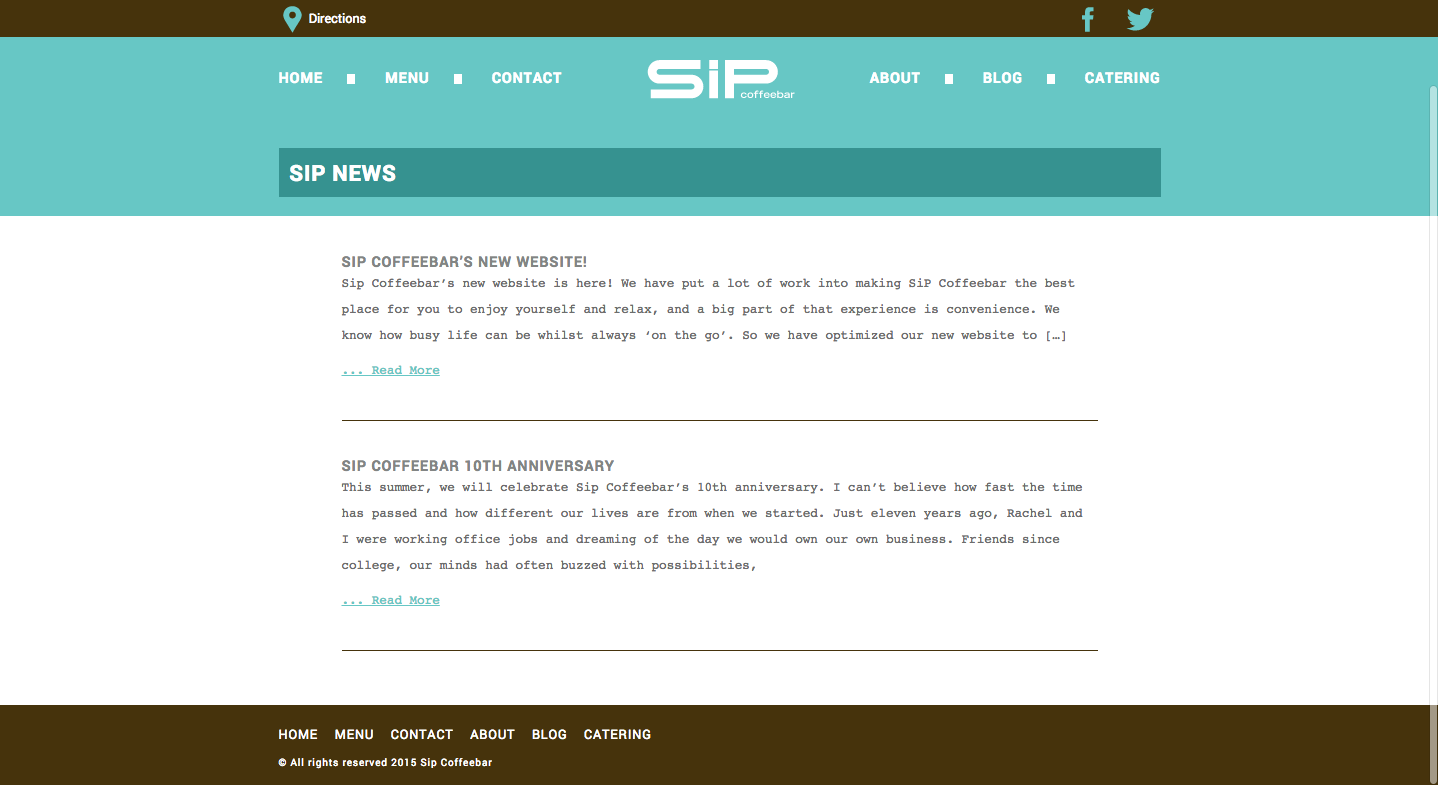 Directions
HOME MENU CONTACT SiP coffeebar ABOUT BLOG CATERING
SIP NEWS
SIP COFFEEBAR’S NEW WEBSITE!
Sip Coffeebar’s new website is here! We have put a lot of work into making SiP Coffeebar the best
place for you to enjoy yourself and relax, and a big part of that experience is convenience. We
know how busy life can be whilst always ‘on the go’. So we have optimized our new website to […]
... Read More
SIP COFFEEBAR 10TH ANNIVERSARY
This summer, we will celebrate Sip Coffeebar’s 10th anniversary. I can’t believe how fast the time
has passed and how different our lives are from when we started. Just eleven years ago, Rachel and
I were working office jobs and dreaming of the day we would own our own business. Friends since
college, our minds had often buzzed with possibilities,
... Read More
HOME MENU CONTACT ABOUT BLOG CATERING
© All rights reserved 2015 Sip Coffeebar